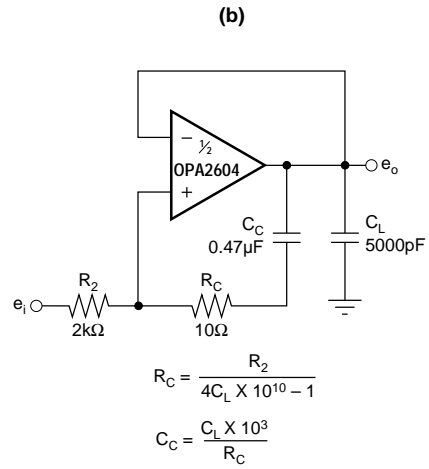 (b)
−
½
OPA2604
+
e_o
C_C
0.47µF
C_L
5000pF
R_2
R_C
e_i
2kΩ
10Ω
R_C = R_2 / 4C_L X 10^10 – 1
C_C = C_L X 10^3 / R_C